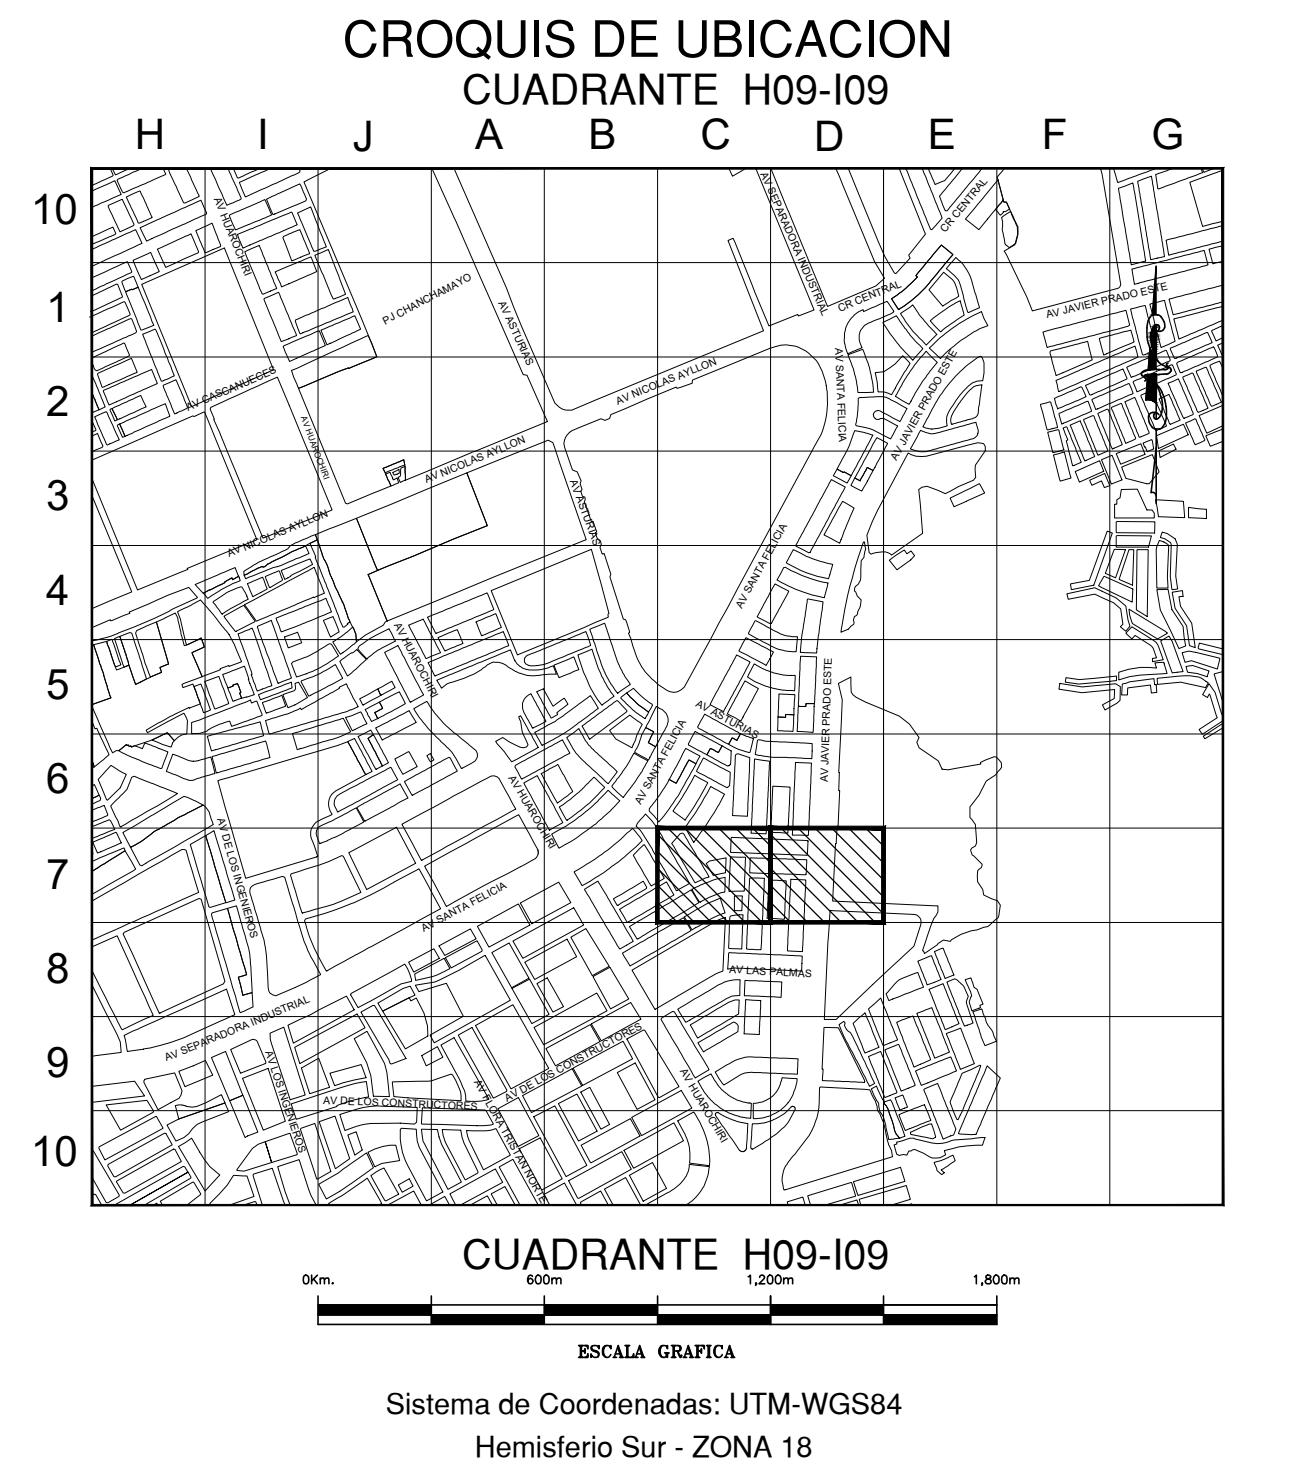 CROQUIS DE UBICACION
CUADRANTE H09-I09
H I J A B C D E F G
10
1
2
3
4
5
6
7
8
9
10
AV HUAROCHIRI
AV SEPARADORA INDUSTRIAL
CR CENTRAL
PJ CHANCHAMAYO
AV ASTURIAS
CR CENTRAL
AV JAVIER PRADO ESTE
AV CASCANUECES
AV NICOLAS AYLLON
AV SANTA FELICIA
AV JAVIER PRADO ESTE
AV HUAROCHIRI
AV NICOLAS AYLLON
AV NICOLAS AYLLON
AV ASTURIAS
AV SANTA FELICIA
AV HUAROCHIRI
AV ASTURIAS
AV JAVIER PRADO ESTE
AV SANTA FELICIA
AV HUAROCHIRI
AV DE LOS INGENIEROS
AV SANTA FELICIA
AV LAS PALMAS
AV SEPARADORA INDUSTRIAL
AV LOS INGENIEROS
AV DE LOS CONSTRUCTORES
AV DE LOS CONSTRUCTORES
AV FLORA TRISTAN NORTE
AV HUAROCHIRI
CUADRANTE H09-I09
0Km. 600m 1,200m 1,800m
ESCALA GRAFICA
Sistema de Coordenadas: UTM-WGS84
Hemisferio Sur - ZONA 18